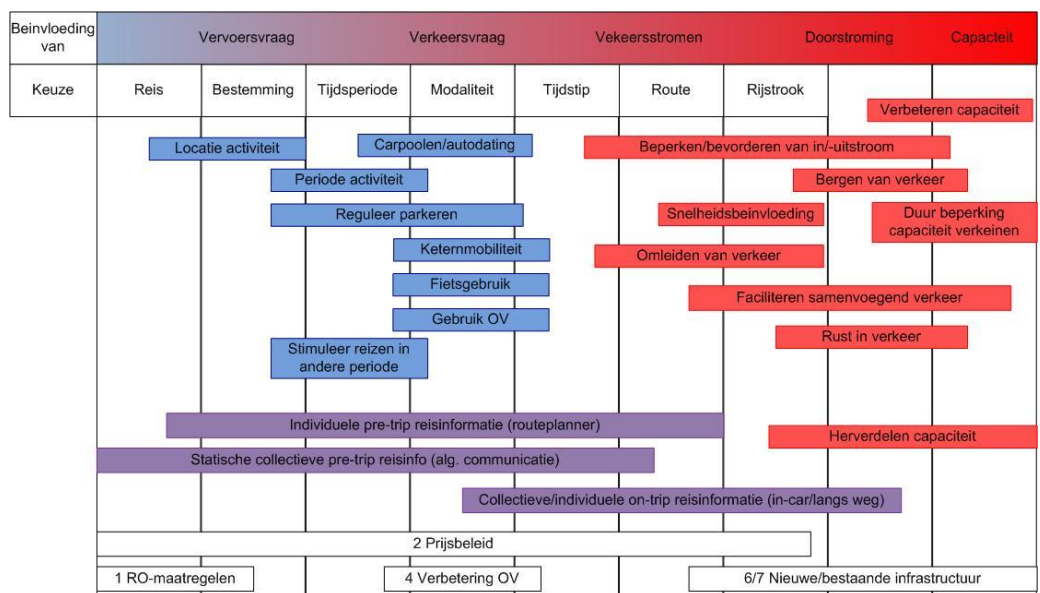 Beinvloeding
van
Vervoersvraag
Verkeersvraag
Vekeersstromen
Doorstroming
Capacteit
Keuze
Reis
Bestemming
Tijdsperiode
Modaliteit
Tijdstip
Route
Rijstrook
Verbeteren capaciteit
Locatie activiteit
Carpoolen/autodating
Beperken/bevorderen van in/-uitstroom
Periode activiteit
Bergen van verkeer
Reguleer parkeren
Snelheidsbeinvloeding
Duur beperking
capaciteit verkeinen
Keternmobiliteit
Omleiden van verkeer
Fietsgebruik
Faciliteren samenvoegend verkeer
Gebruik OV
Rust in verkeer
Stimuleer reizen in
andere periode
Individuele pre-trip reisinformatie (routeplanner)
Herverdelen capaciteit
Statische collectieve pre-trip reisinfo (alg. communicatie)
Collectieve/individuele on-trip reisinformatie (in-car/langs weg)
2 Prijsbeleid
1 RO-maatregelen
4 Verbetering OV
6/7 Nieuwe/bestaande infrastructuur